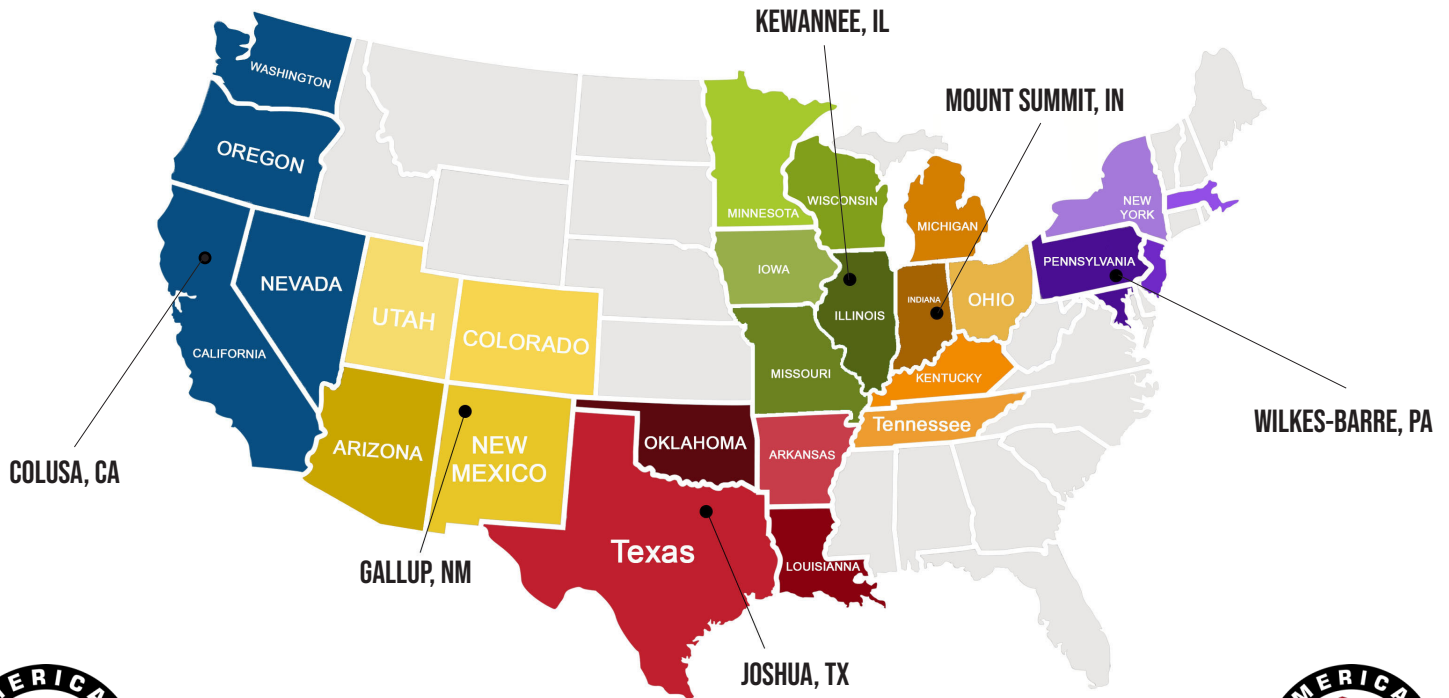 KEWANNEE, IL
MOUNT SUMMIT, IN
WASHINGTON
OREGON
MINNESOTA
WISCONSIN
MICHIGAN
NEW
YORK
PENNSYLVANIA
IOWA
NEVADA
INDIANA
OHIO
ILLINOIS
UTAH
COLORADO
CALIFORNIA
MISSOURI
KENTUCKY
Tennessee
WILKES-BARRE, PA
ARIZONA
NEW
MEXICO
OKLAHOMA
ARKANSAS
COLUSA, CA
Texas
LOUISIANNA
GALLUP, NM
JOSHUA, TX